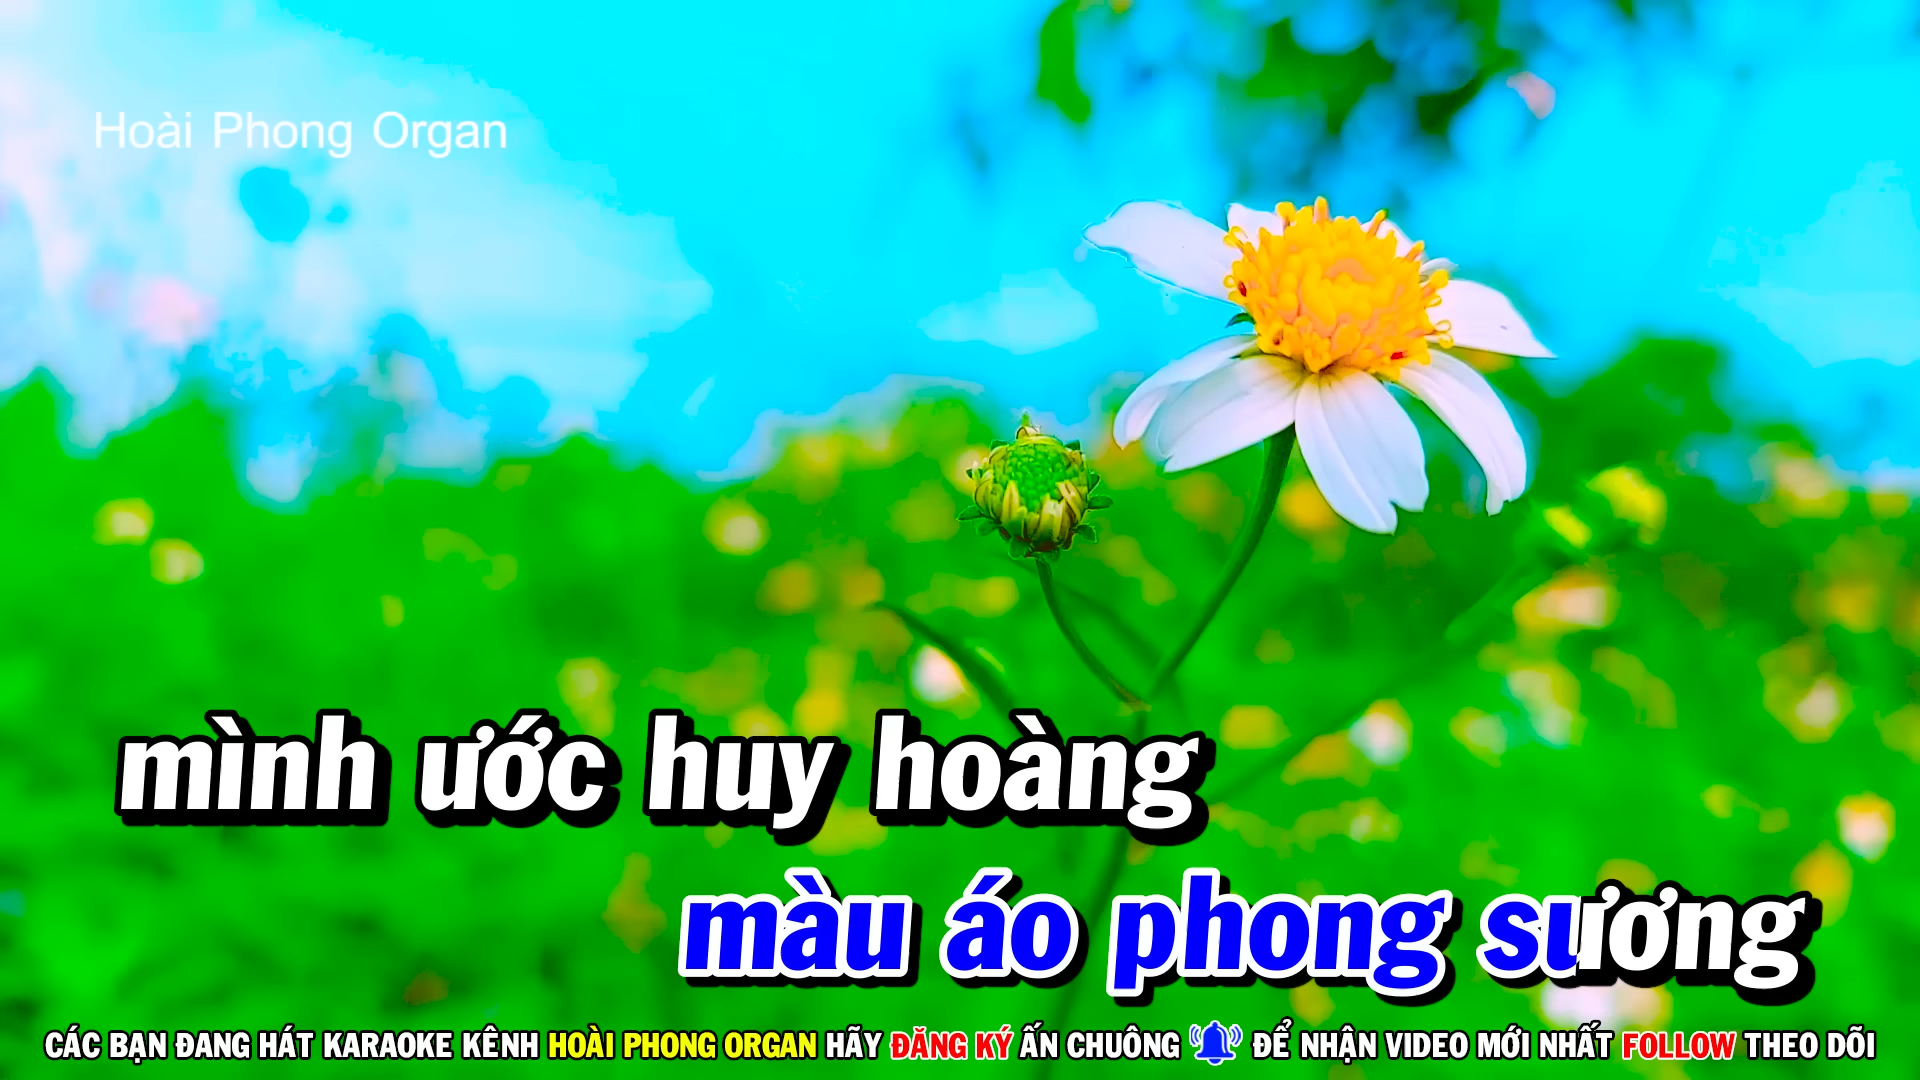 Hoài Phong Organ
mình ước huy hoàng
màu áo phong sương
CÁC BẠN ĐANG HÁT KARAOKE KÊNH HOÀI PHONG ORGAN HÃY ĐĂNG KÝ ẤN CHUÔNG ĐỂ NHẬN VIDEO MỚI NHẤT FOLLOW THEO DÕI